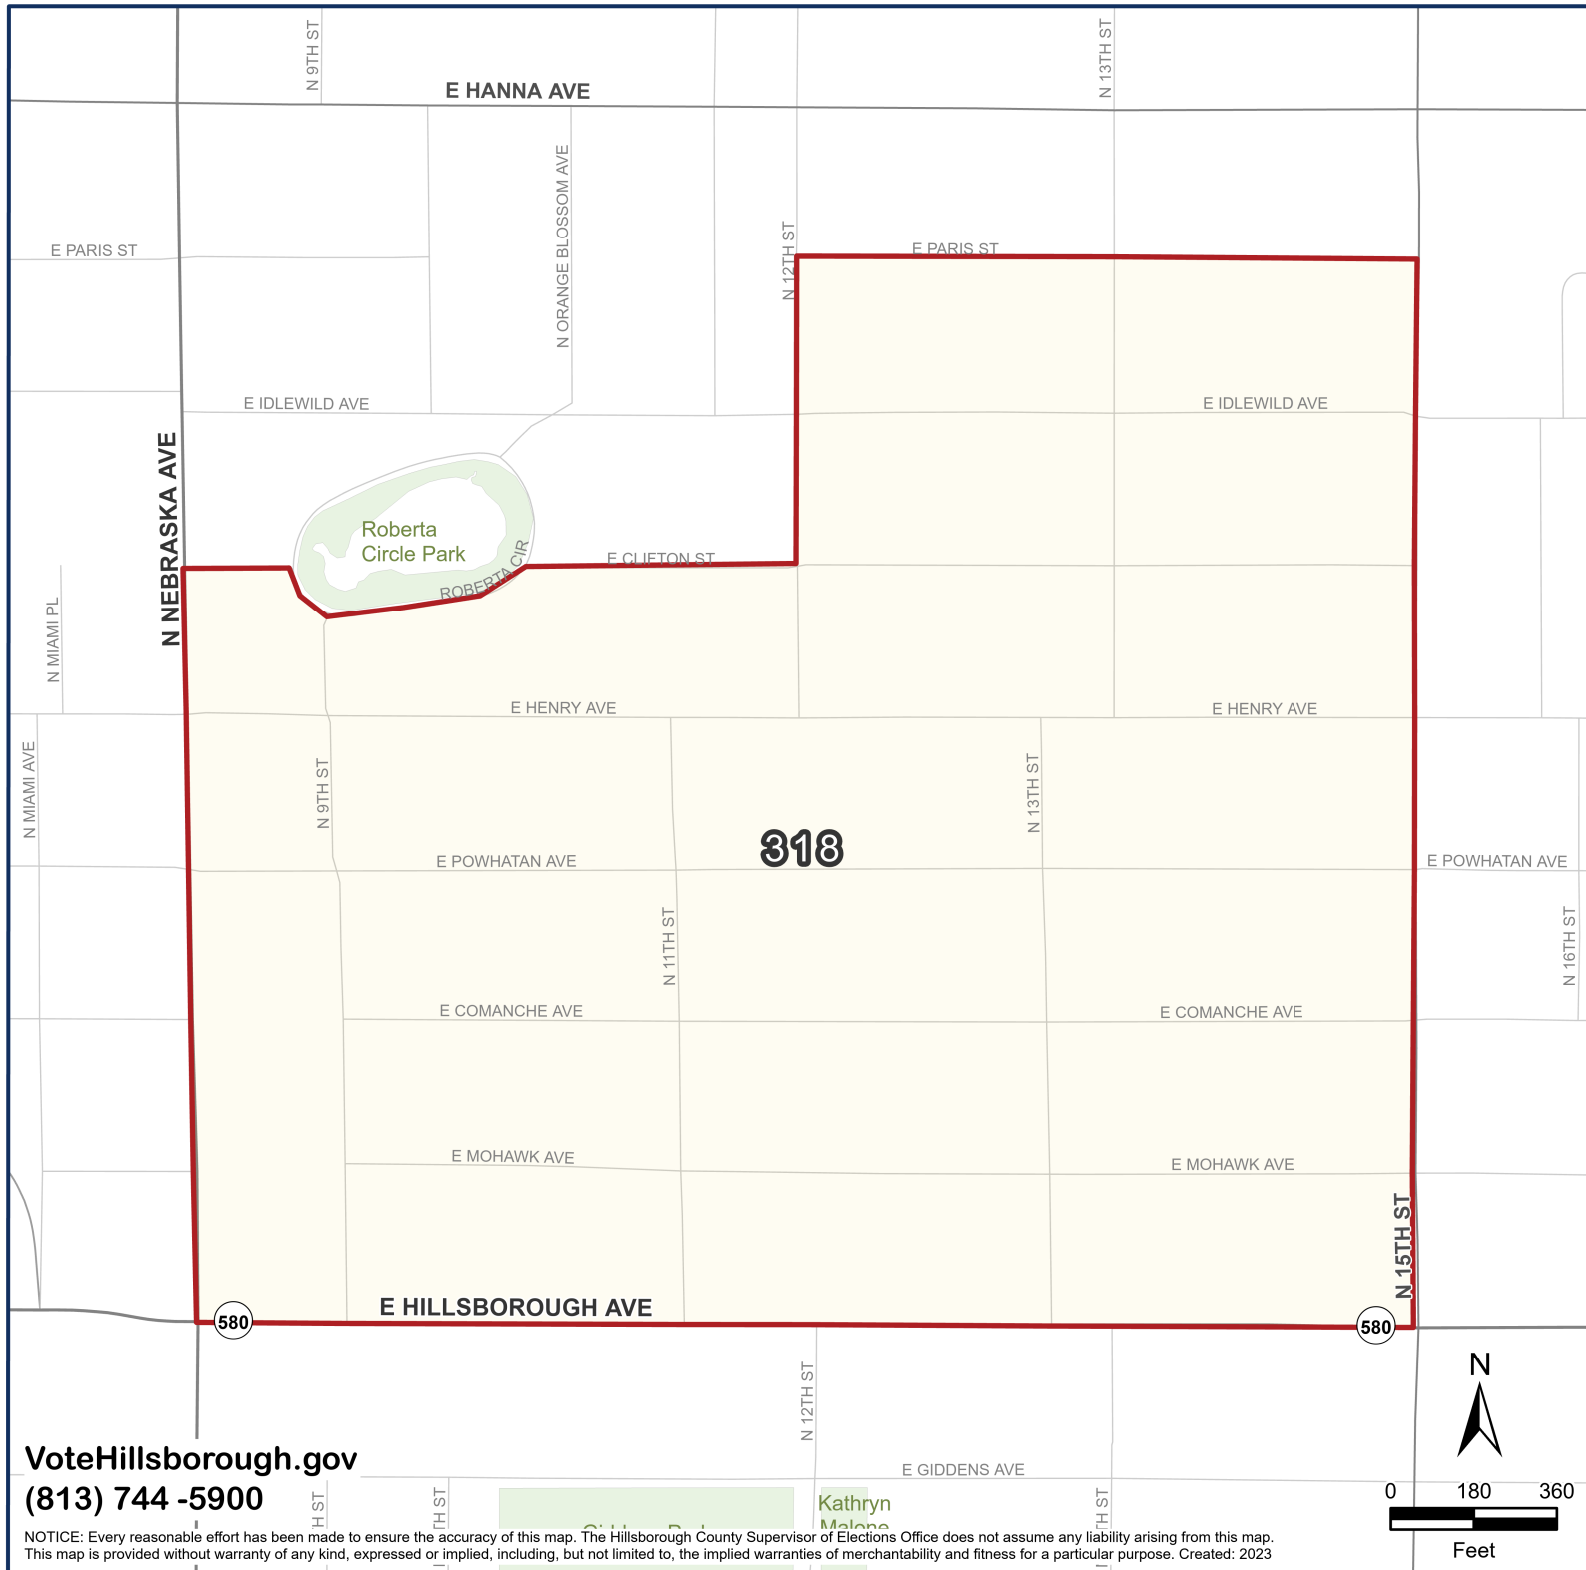 N 9TH ST
N 13TH ST
E HANNA AVE
N ORANGE BLOSSOM AVE
E PARIS ST
N 12TH ST
E PARIS ST
E IDLEWILD AVE
E IDLEWILD AVE
N NEBRASKA AVE
Roberta
Circle Park
ROBERTA CIR
E CLIFTON ST
N MIAMI PL
E HENRY AVE
E HENRY AVE
N MIAMI AVE
N 9TH ST
N 13TH ST
318
E POWHATAN AVE
E POWHATAN AVE
N 11TH ST
N 16TH ST
E COMANCHE AVE
E COMANCHE AVE
E MOHAWK AVE
E MOHAWK AVE
N 15TH ST
E HILLSBOROUGH AVE
580
580
N 12TH ST
N
VoteHillsborough.gov
(813) 744 -5900
E GIDDENS AVE
H ST
TH ST
Kathryn
Malone
TH ST
0 180 360
Feet
NOTICE: Every reasonable effort has been made to ensure the accuracy of this map. The Hillsborough County Supervisor of Elections Office does not assume any liability arising from this map.
This map is provided without warranty of any kind, expressed or implied, including, but not limited to, the implied warranties of merchantability and fitness for a particular purpose. Created: 2023